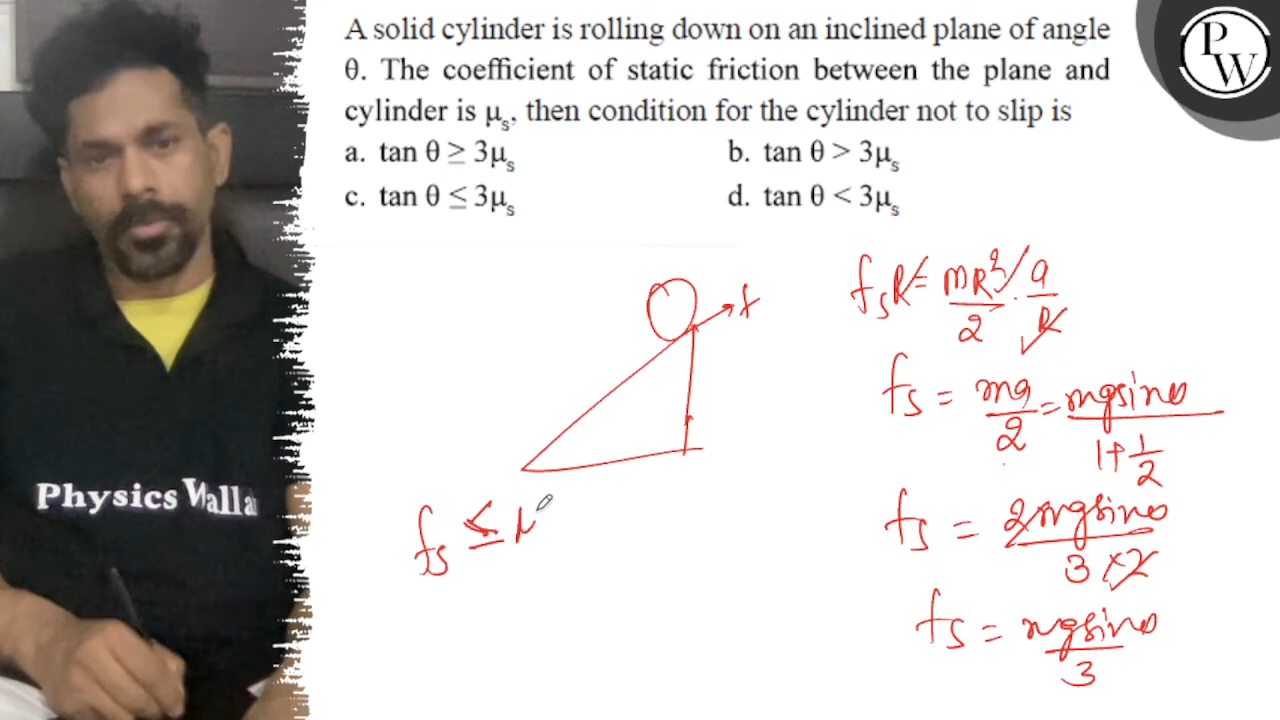 A solid cylinder is rolling down on an inclined plane of angle
θ. The coefficient of static friction between the plane and
cylinder is μₛ, then condition for the cylinder not to slip is
a. tan θ ≥ 3μₛ
b. tan θ > 3μₛ
c. tan θ ≤ 3μₛ
d. tan θ < 3μₛ
PW
Physics Walla
f
fₛR = mR²/2 · a/R
fₛ = ma/2 = mg sinθ/(1+1/2)
fₛ = 2mg sinθ/(3×2)
fₛ = mg sinθ/3
fₛ ≤